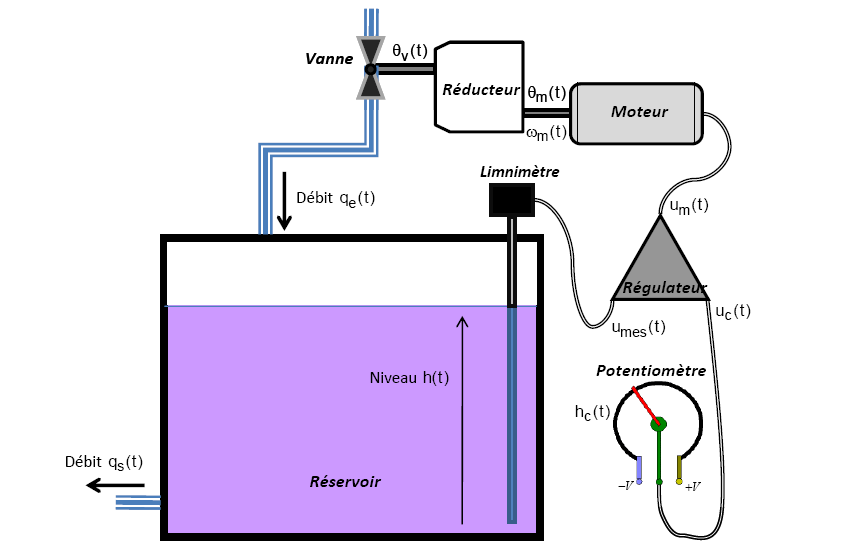 Vanne
θv(t)
Réducteur
θm(t)
ωm(t)
Moteur
Limnimètre
Débit qe(t)
um(t)
Régulateur
umes(t)
uc(t)
Niveau h(t)
Potentiomètre
hc(t)
Débit qs(t)
Réservoir
−V
+V